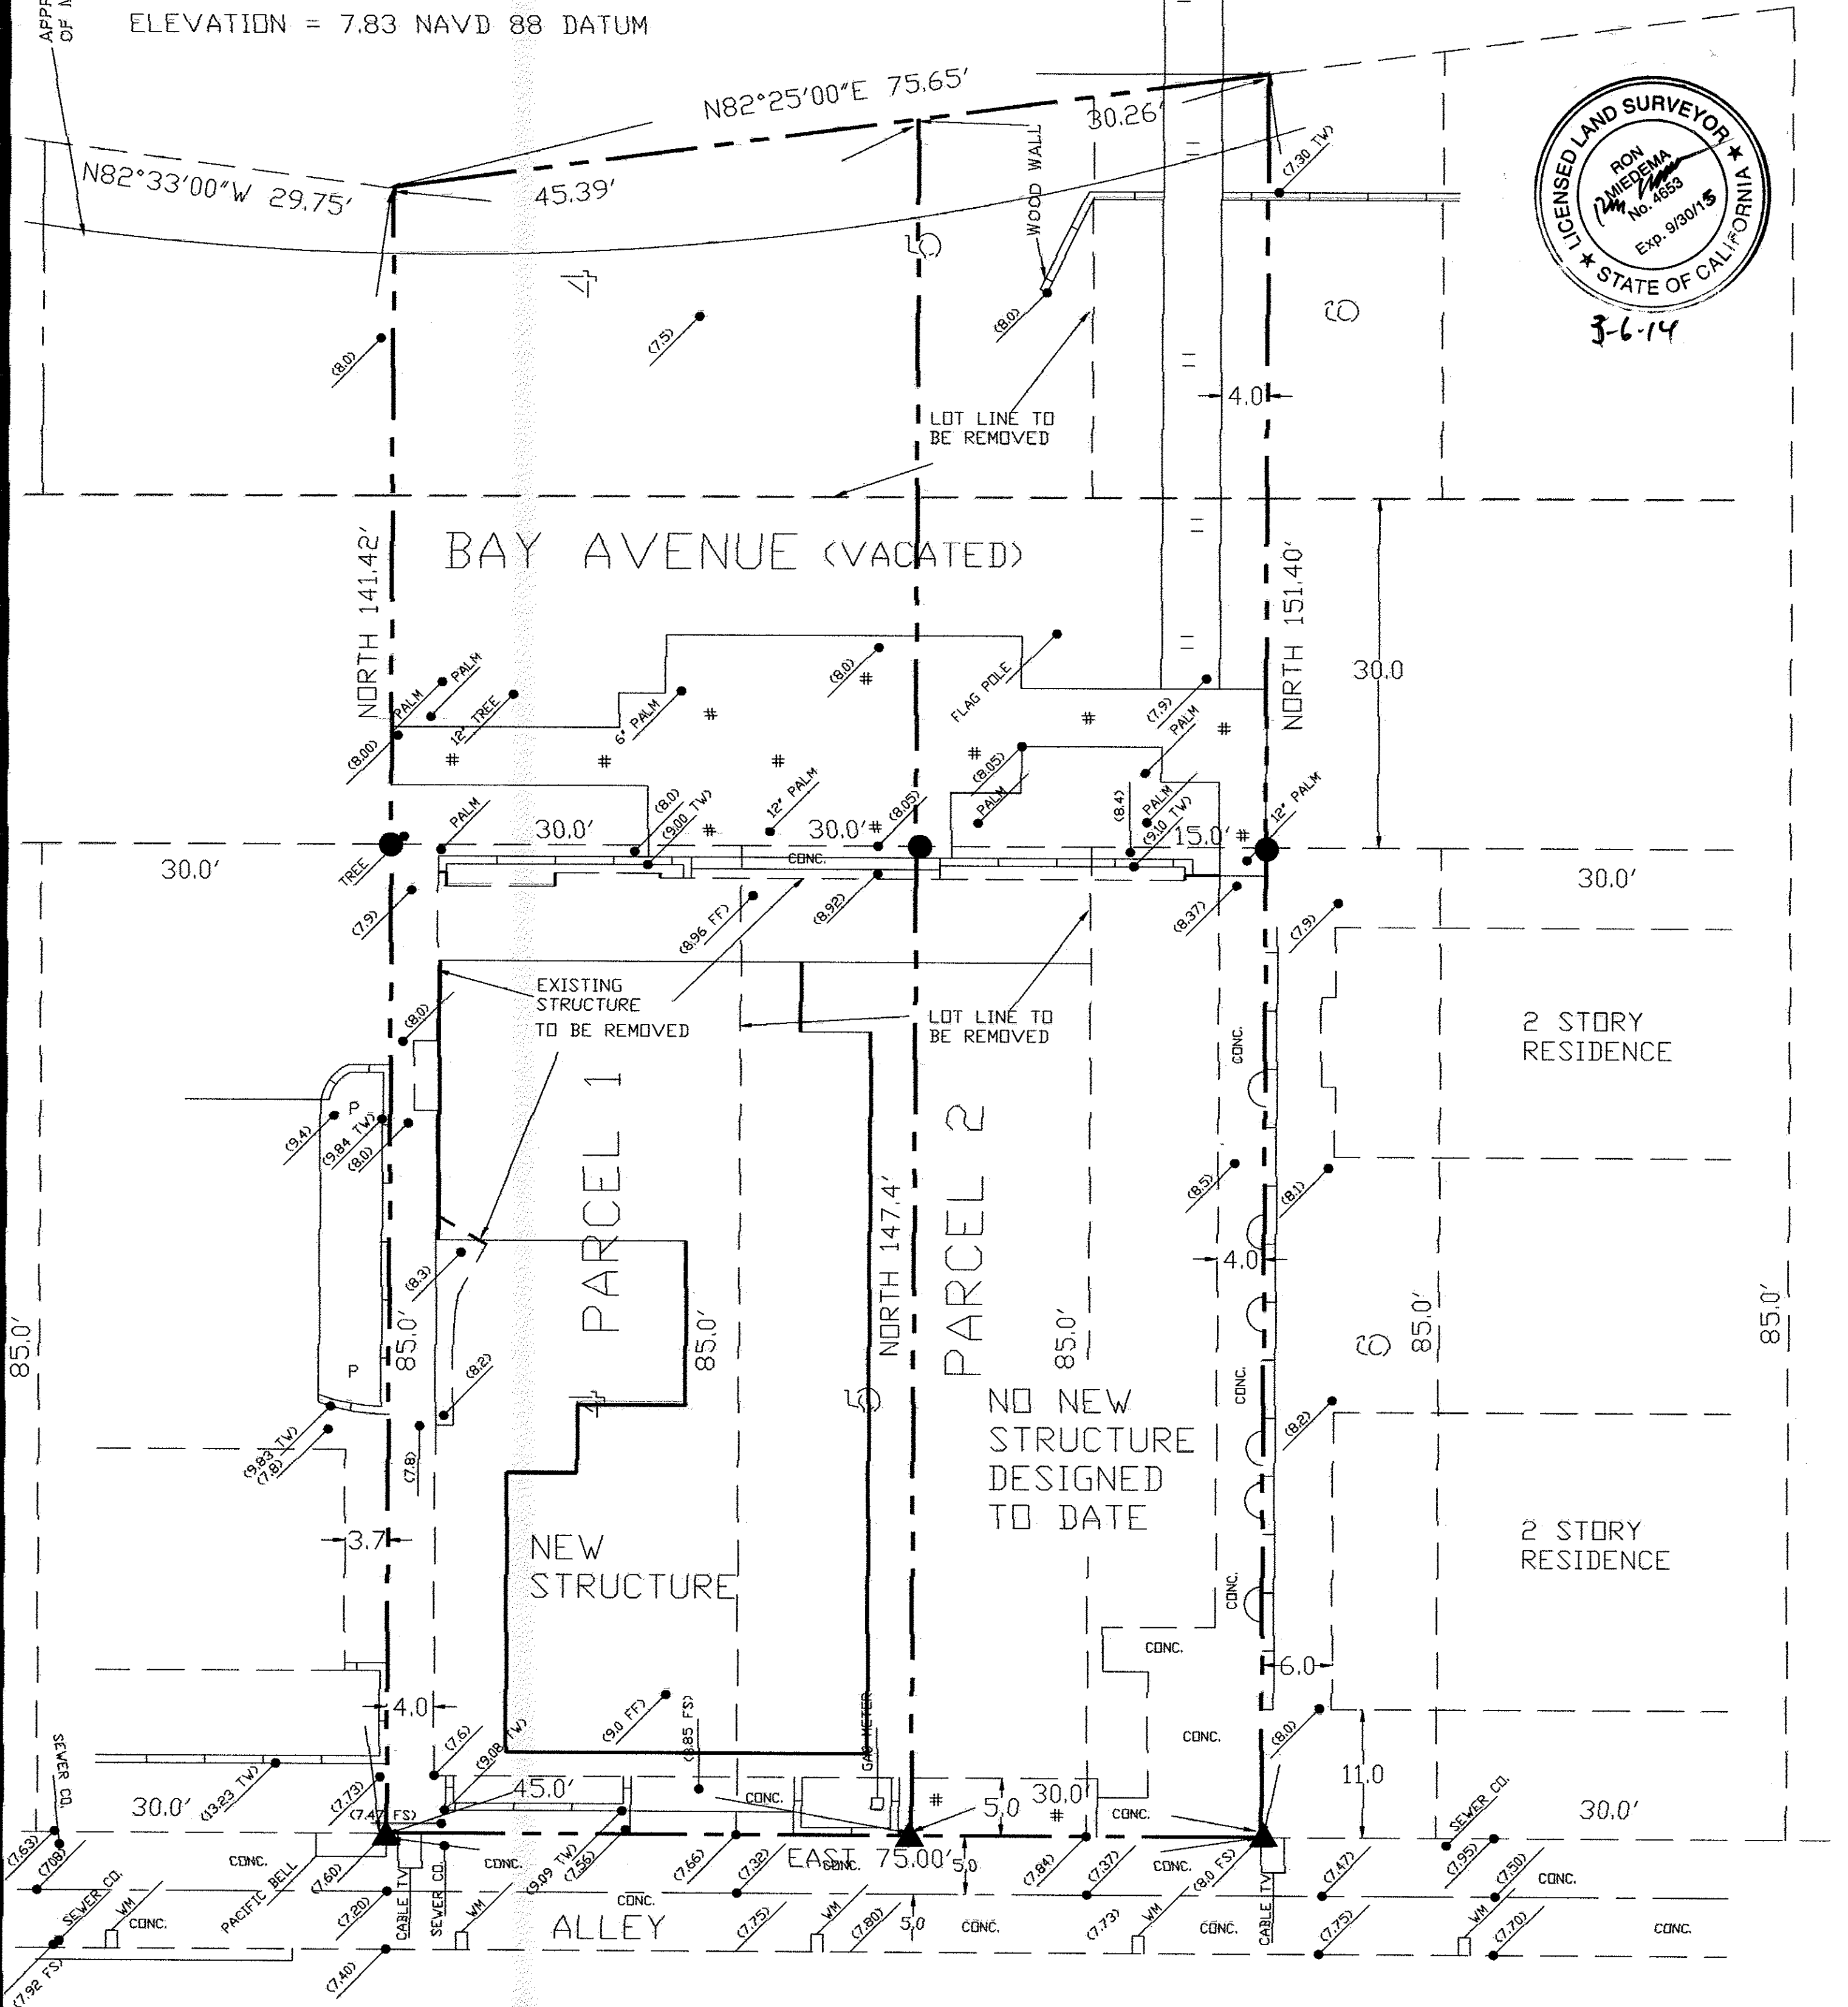 ELEVATION = 7.83 NAVD 88 DATUM
N82°25'00"E 75.65'
30.26'
45.39'
N82°33'00"W 29.75'
WOOD WALL
(7.30 TW)
LICENSED LAND SURVEYOR
RON
MIEDEMA
No. 4653
Exp. 9/30/15
STATE OF CALIFORNIA
3-6-14
4
5
6
(8.0)
(7.5)
(8.0)
4.0
LOT LINE TO
BE REMOVED
BAY AVENUE (VACATED)
NORTH 141.42'
NORTH 151.40'
30.0
PALM
PALM
12" TREE
6" PALM
(8.0)
FLAG POLE
(7.9)
PALM
(8.00)
#
#
#
#
#
#
#
#
(8.05)
PALM
12" PALM
(8.05)
(8.0)
(9.00 TW)
PALM
(8.4)
PALM
(9.10 TW)
12" PALM
30.0'
30.0'
#
#
15.0'
#
CONC.
30.0'
TREE
30.0'
(7.9)
(8.96 FF)
(8.92)
(8.37)
(7.9)
EXISTING
STRUCTURE
TO BE REMOVED
LOT LINE TO
BE REMOVED
(8.0)
CONC.
2 STORY
RESIDENCE
PARCEL 1
PARCEL 2
P
(9.4)
(9.84 TW)
(8.0)
(8.5)
(8.1)
NORTH 147.4'
4.0
(8.3)
85.0'
85.0'
85.0'
85.0'
85.0'
85.0'
6
P
(8.2)
CONC.
4
5
NO NEW
STRUCTURE
DESIGNED
TO DATE
(9.83 TW)
(7.8)
(7.8)
(8.2)
3.7
NEW
STRUCTURE
2 STORY
RESIDENCE
CONC.
CONC.
6.0
4.0
(9.0 FF)
(8.85 FS)
GAS METER
CONC.
(8.0)
11.0
SEWER CO.
(7.6)
(9.08 TW)
45.0'
CONC.
#
5.0
30.0'
#
CONC.
SEWER CO.
30.0'
(13.23 TW)
(7.73)
(7.47 FS)
30.0'
(7.63)
(7.60)
(9.09 TW)
(7.56)
(7.66)
(7.32)
EAST 75.00'
CONC.
5.0
(7.84)
(7.37)
CONC.
(8.0 FS)
(7.47)
(7.95)
(7.50)
CONC.
CONC.
CONC.
PACIFIC BELL
SEWER CO.
WM
CONC.
(7.20)
CABLE TV
SEWER CO.
WM
CONC.
ALLEY
(7.75)
WM
(7.80)
5.0
CONC.
(7.73)
WM
CONC.
CABLE TV
(7.75)
WM
(7.70)
CONC.
(7.92 FS)
(7.40)